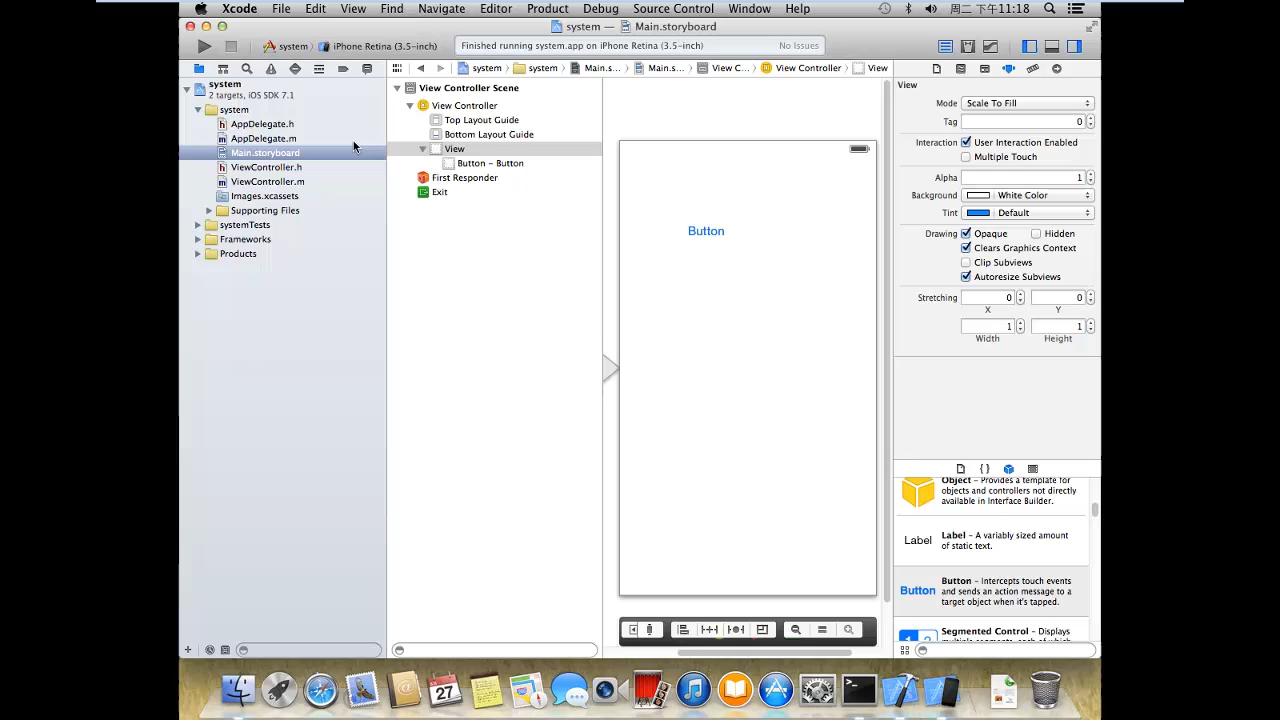 Xcode File Edit View Find Navigate Editor Product Debug Source Control Window Help 周二 下午11:18
system — Main.storyboard
system 〉 iPhone Retina (3.5-inch)
Finished running system.app on iPhone Retina (3.5-inch) No Issues
system 〉 system 〉 Main.s... 〉 Main.s... 〉 View C... 〉 View Controller 〉 View
system
2 targets, iOS SDK 7.1
system
AppDelegate.h
AppDelegate.m
Main.storyboard
ViewController.h
ViewController.m
Images.xcassets
Supporting Files
systemTests
Frameworks
Products
View Controller Scene
View Controller
Top Layout Guide
Bottom Layout Guide
View
Button – Button
First Responder
Exit
Button
View
Mode Scale To Fill
Tag 0
Interaction User Interaction Enabled
Multiple Touch
Alpha 1
Background White Color
Tint Default
Drawing Opaque Hidden
Clears Graphics Context
Clip Subviews
Autoresize Subviews
Stretching 0 0
X Y
1 1
Width Height
Object – Provides a template for
objects and controllers not directly
available in Interface Builder.
Label
Label – A variably sized amount
of static text.
Button
Button – Intercepts touch events
and sends an action message to a
target object when it's tapped.
1 2
Segmented Control – Displays
27